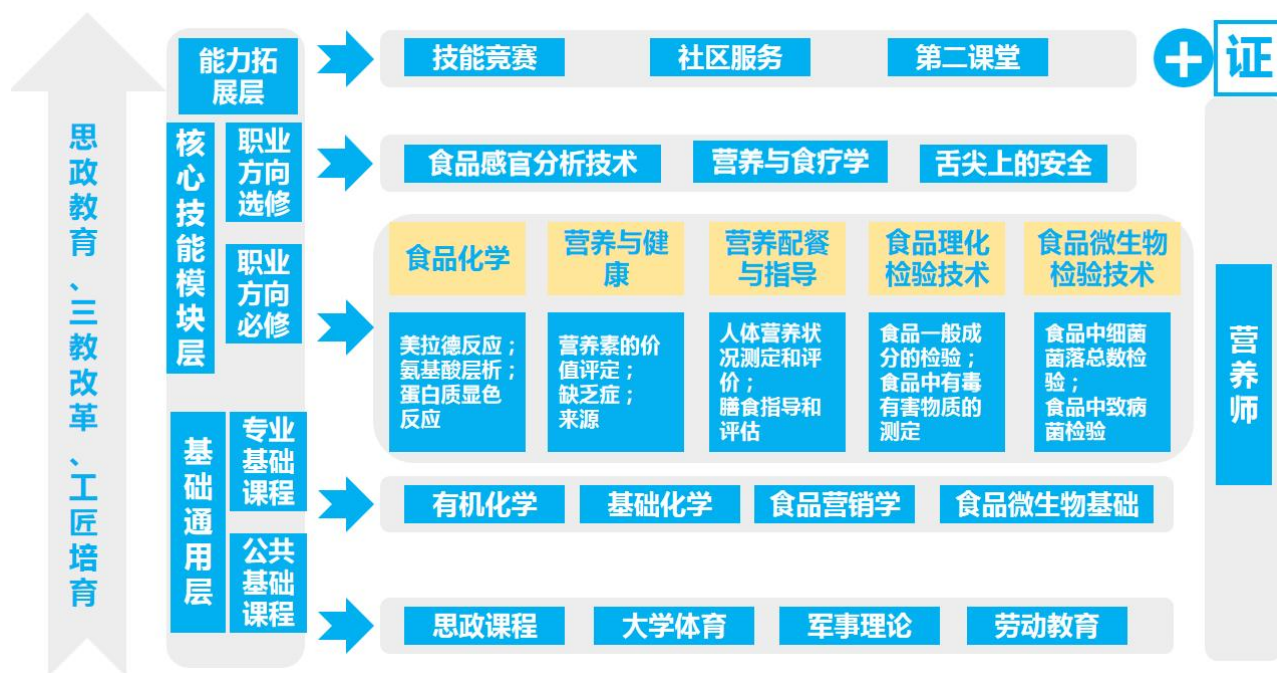 能力拓
展层
技能竞赛
社区服务
第二课堂
+
证
思政教育、三教改革、工匠培育
核心技能模块层
职业
方向
选修
食品感官分析技术
营养与食疗学
舌尖上的安全
职业
方向
必修
食品化学
美拉德反应；
氨基酸层析；
蛋白质显色
反应
营养与健
康
营养素的价
值评定；
缺乏症；
来源
营养配餐
与指导
人体营养状
况测定和评
价；
膳食指导和
评估
食品理化
检验技术
食品一般成
分的检验；
食品中有毒
有害物质的
测定
食品微生物
检验技术
食品中细菌
菌落总数检
验；
食品中致病
菌检验
营养师
基础通用层
专业
基础
课程
有机化学
基础化学
食品营销学
食品微生物基础
公共
基础
课程
思政课程
大学体育
军事理论
劳动教育